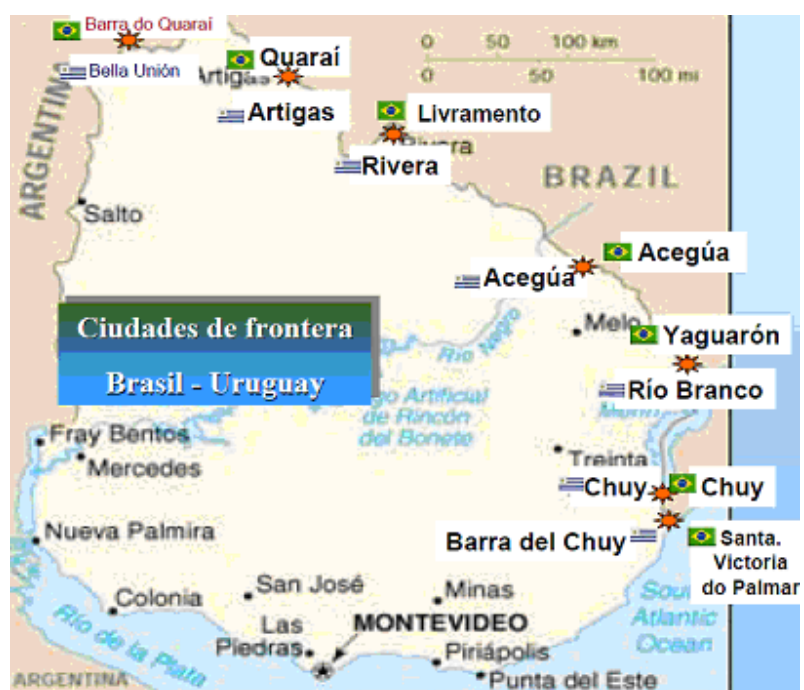 Barra do Quaraí
Bella Unión
Quaraí
Artigas
Artigas
0 50 100 km
0 50 100 mi
Livramento
Rivera
Rivera
ARGENTINA
BRAZIL
Salto
Acegúa
Acegúa
Ciudades de frontera
Brasil - Uruguay
Río Negro
Melo
Yaguarón
Río Branco
Artificial
de Rincón
del Bonete
Fray Bentos
Mercedes
Treinta
Chuy
Chuy
Barra del Chuy
Santa.
Victoria
do Palmar
Nueva Palmira
San José
Minas
Colonia
Las
Piedras
MONTEVIDEO
Piriápolis
Punta del Este
Río de la Plata
Atlantic
Ocean
ARGENTINA